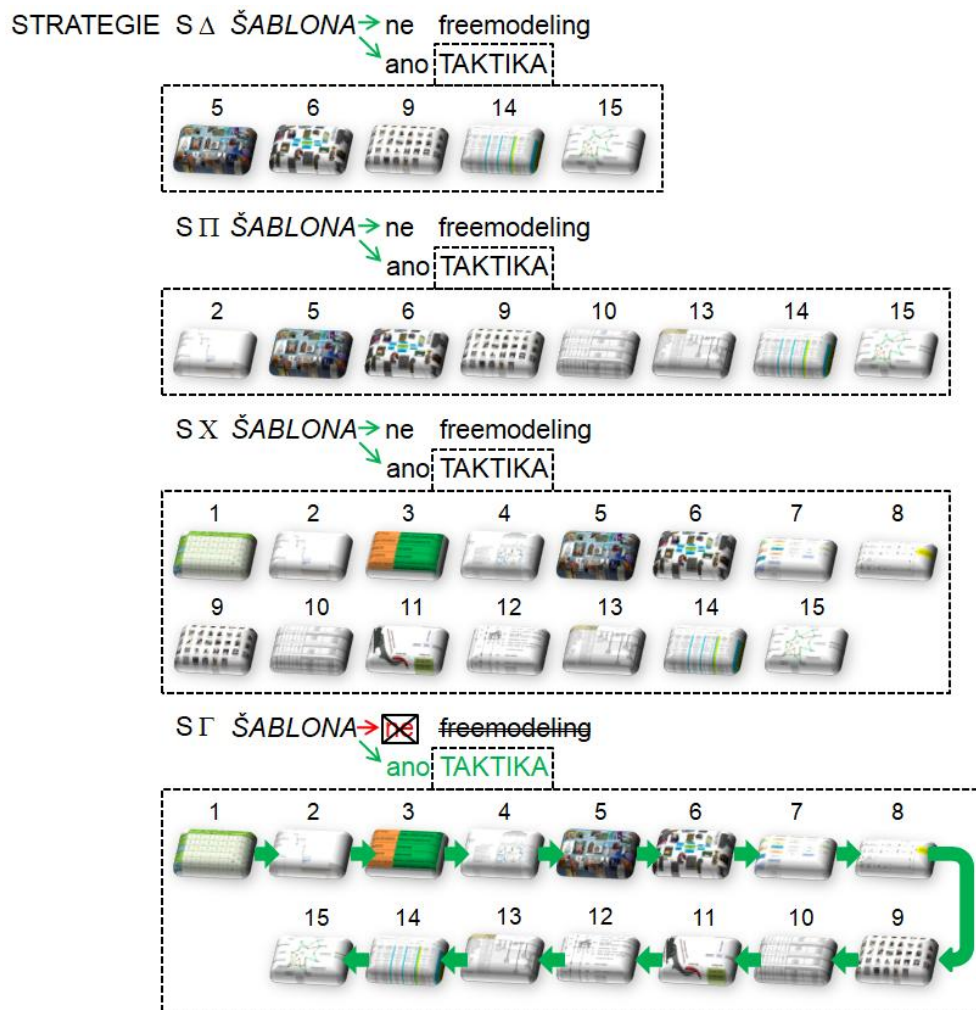 STRATEGIE S Δ ŠABLONA → ne freemodeling
ano TAKTIKA
5 6 9 14 15
S Π ŠABLONA → ne freemodeling
ano TAKTIKA
2 5 6 9 10 13 14 15
S Χ ŠABLONA → ne freemodeling
ano TAKTIKA
1 2 3 4 5 6 7 8
9 10 11 12 13 14 15
S Γ ŠABLONA → ne freemodeling
ano TAKTIKA
1 2 3 4 5 6 7 8
15 14 13 12 11 10 9